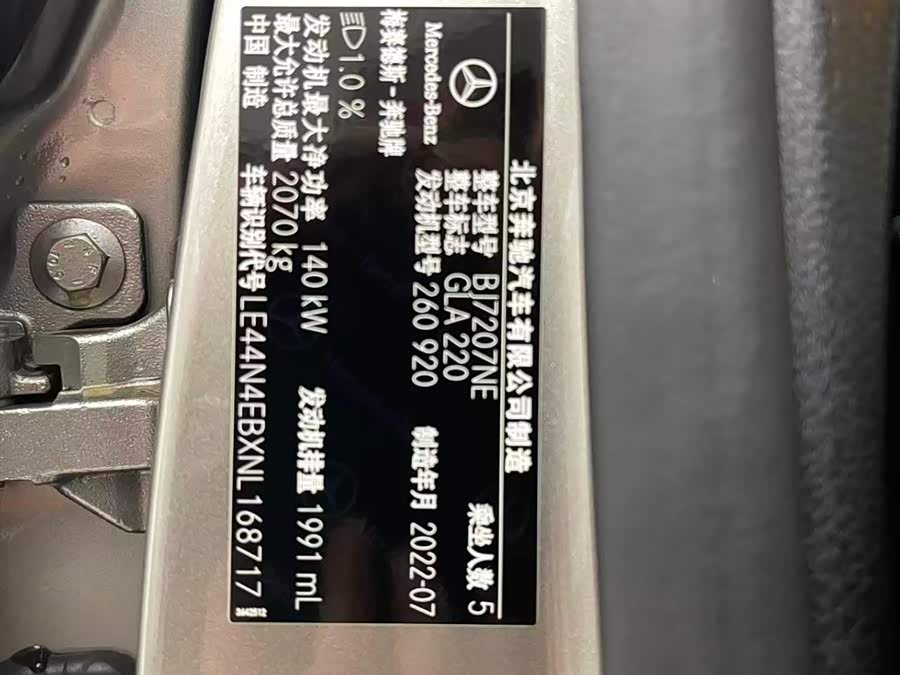 北京奔驰汽车有限公司制造
Mercedes-Benz
梅赛德斯-奔驰牌
整车型号 BJ7207NE 乘坐人数 5
整车标志 GLA 220
发动机型号 260 920 制造年月 2022-07
1.0 %
发动机最大净功率 140 kW 发动机排量 1991 mL
最大允许总质量 2070 kg
中国 制造 车辆识别代号 LE44N4EBXNL168717
3642512